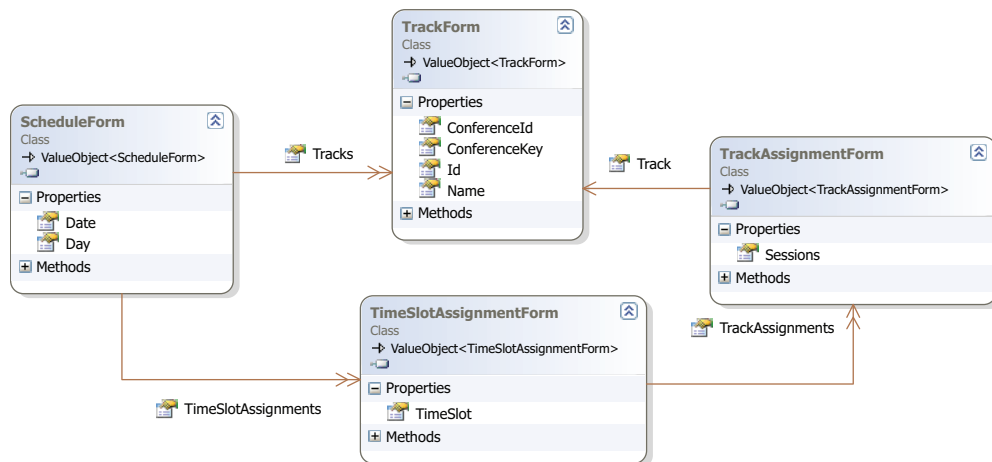 TrackForm
Class
ValueObject<TrackForm>
Properties
ConferenceId
ConferenceKey
Id
Name
Methods
ScheduleForm
Class
ValueObject<ScheduleForm>
Properties
Date
Day
Methods
Tracks
Track
TrackAssignmentForm
Class
ValueObject<TrackAssignmentForm>
Properties
Sessions
Methods
TimeSlotAssignmentForm
Class
ValueObject<TimeSlotAssignmentForm>
Properties
TimeSlot
Methods
TimeSlotAssignments
TrackAssignments